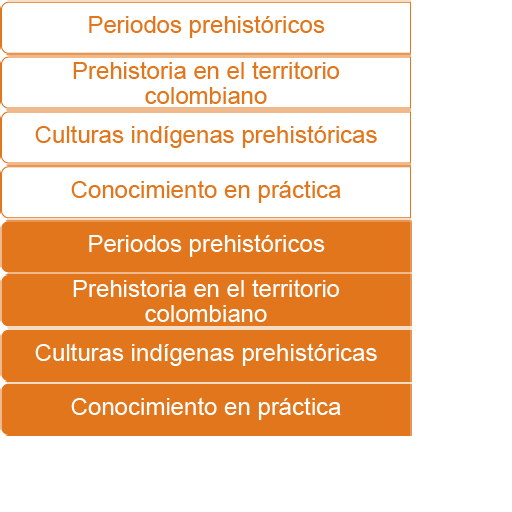 Periodos prehistóricos
Prehistoria en el territorio
colombiano
Culturas indígenas prehistóricas
Conocimiento en práctica
Periodos prehistóricos
Prehistoria en el territorio
colombiano
Culturas indígenas prehistóricas
Conocimiento en práctica